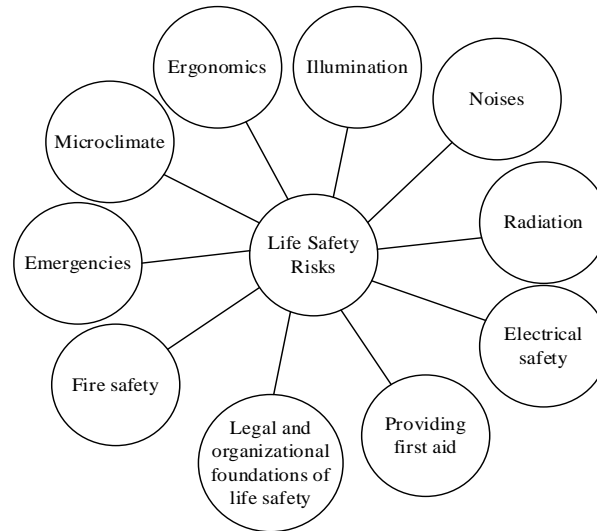 Ergonomics
Illumination
Noises
Microclimate
Radiation
Life Safety
Risks
Emergencies
Electrical
safety
Fire safety
Providing
first aid
Legal and
organizational
foundations of
life safety